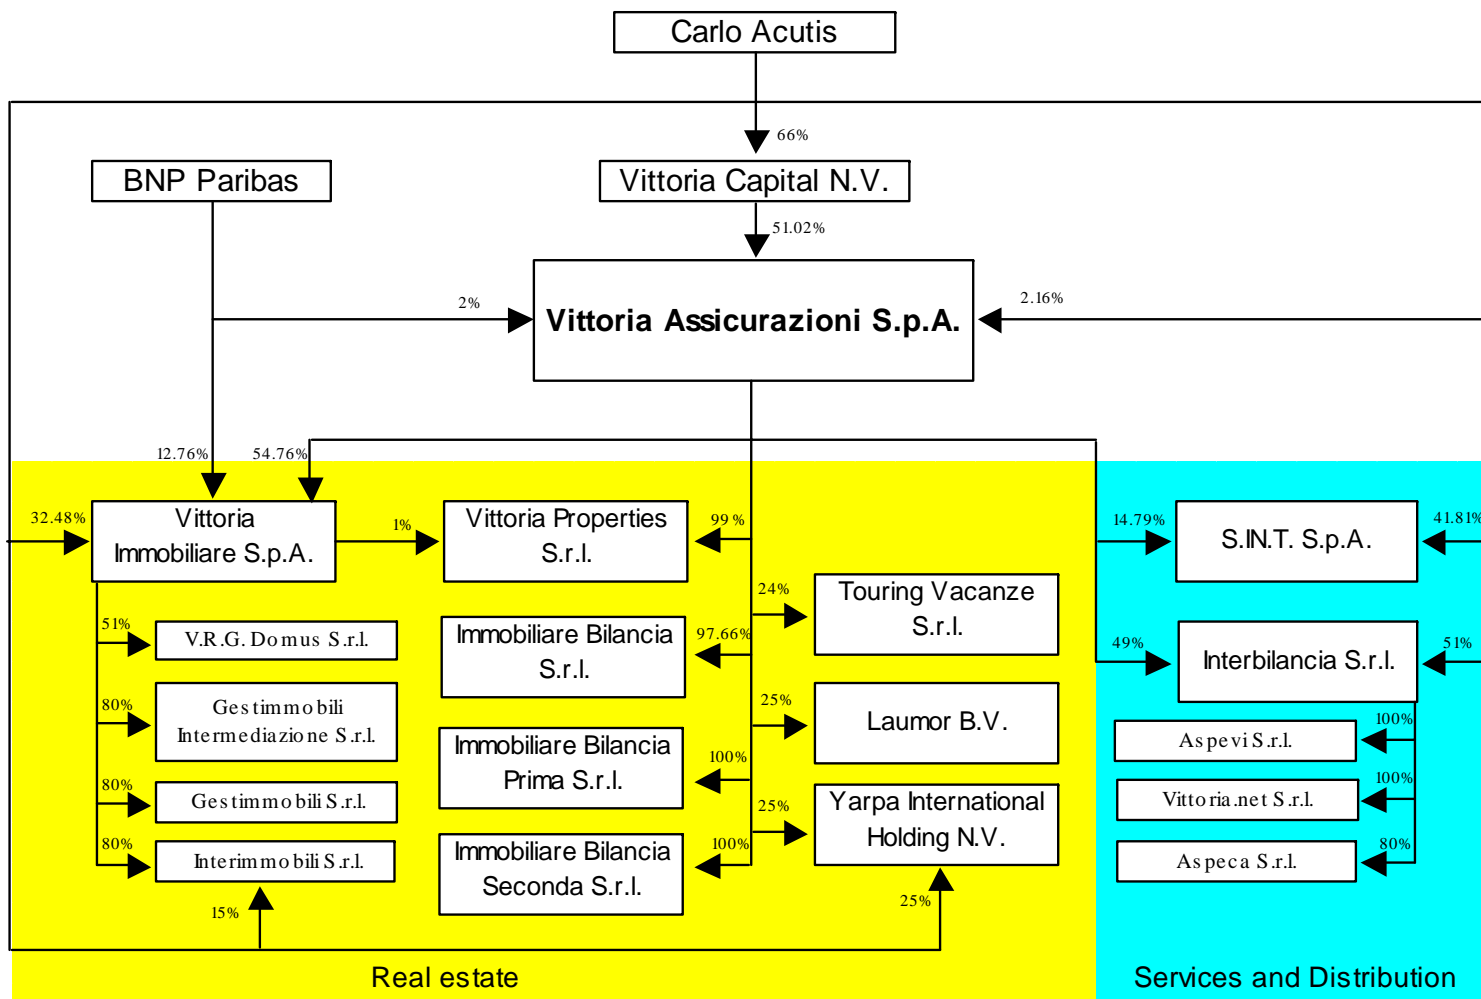 Carlo Acutis
66%
BNP Paribas
Vittoria Capital N.V.
51.02%
2%
Vittoria Assicurazioni S.p.A.
2.16%
12.76%
54.76%
32.48%
Vittoria
Immobiliare S.p.A.
1%
Vittoria Properties
S.r.l.
99%
14.79%
S.IN.T. S.p.A.
41.81%
51%
V.R.G. Domus S.r.l.
Immobiliare Bilancia
S.r.l.
97.66%
24%
Touring Vacanze
S.r.l.
49%
Interbilancia S.r.l.
51%
80%
Gestimmobili
Intermediazione S.r.l.
Immobiliare Bilancia
Prima S.r.l.
100%
25%
Laumor B.V.
Aspevi S.r.l.
100%
80%
Gestimmobili S.r.l.
25%
Yarpa International
Holding N.V.
Vittoria.net S.r.l.
100%
80%
Interimmobili S.r.l.
Immobiliare Bilancia
Seconda S.r.l.
100%
Aspeca S.r.l.
80%
15%
25%
Real estate
Services and Distribution